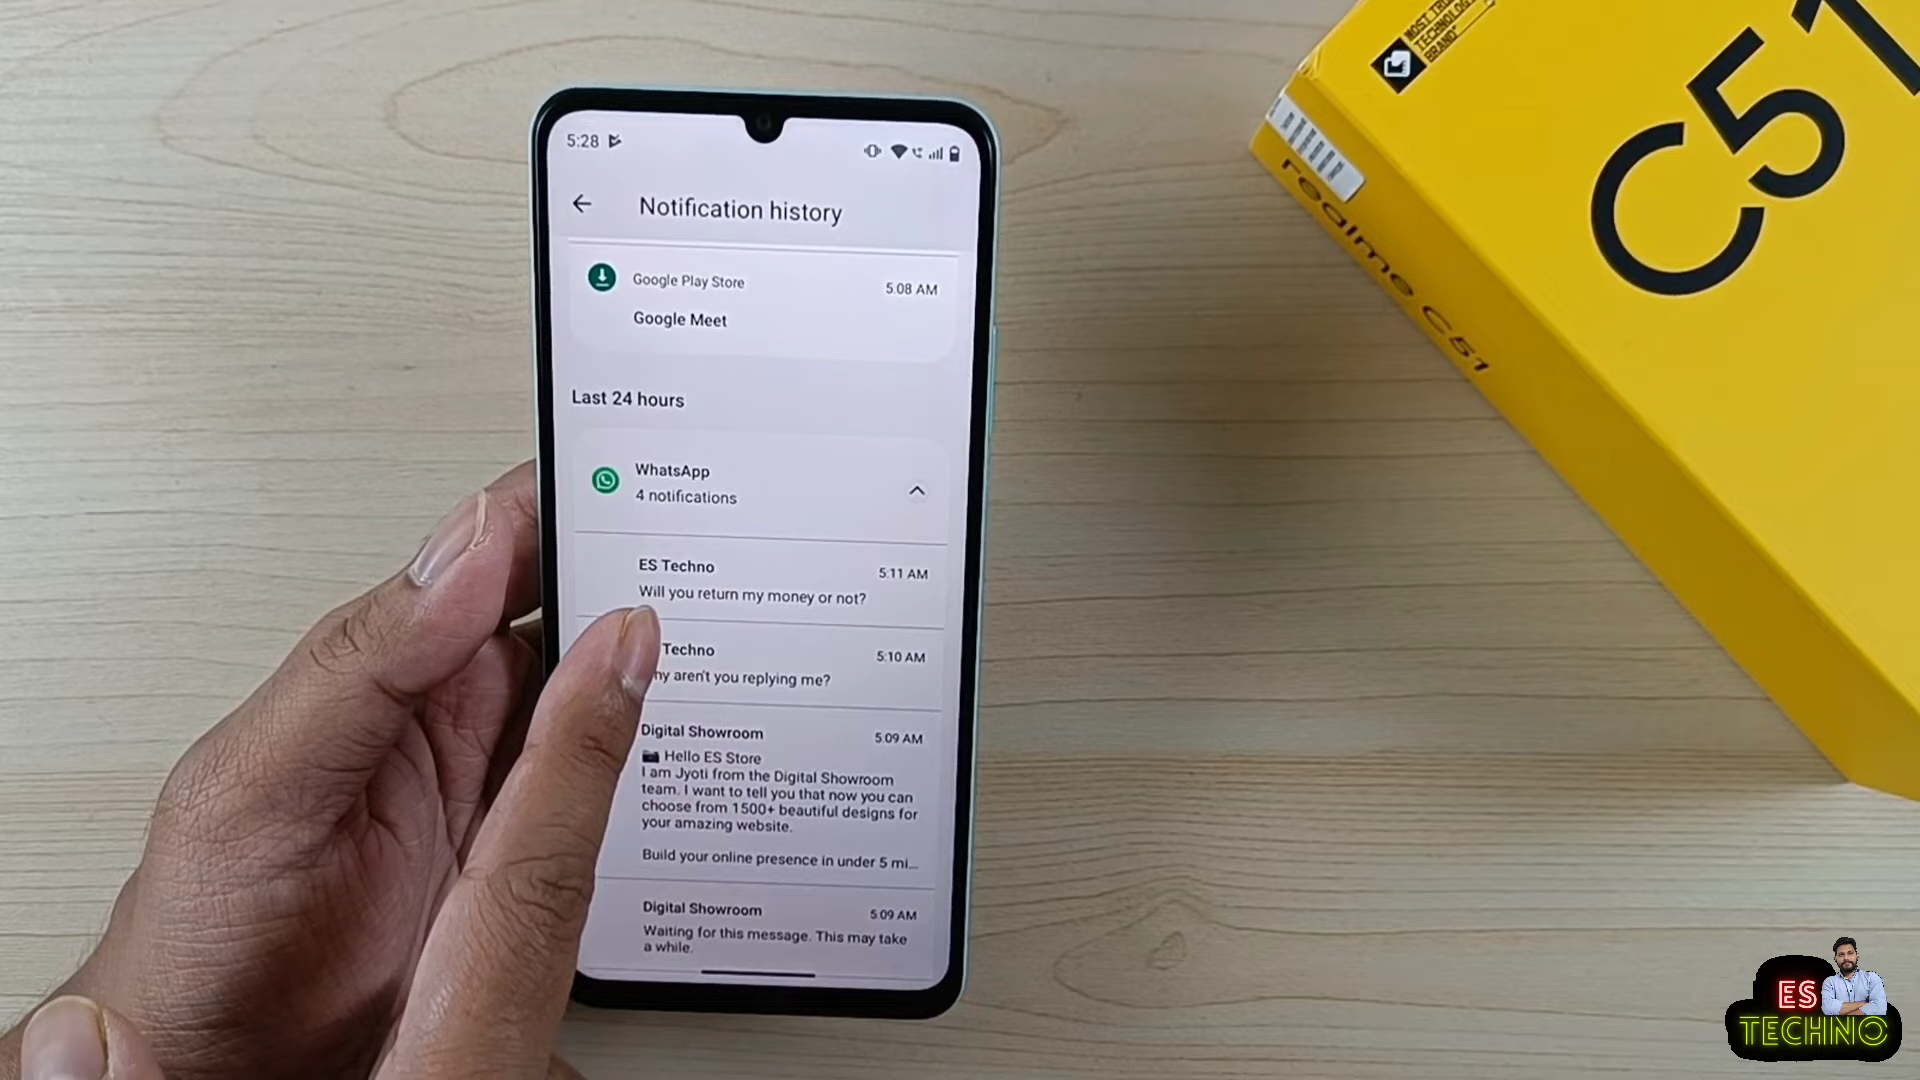 MOST TRU
TECHNOLOGY
BRAND
C51
realme C51
5:28
Notification history
Google Play Store
5:08 AM
Google Meet
Last 24 hours
WhatsApp
4 notifications
ES Techno
5:11 AM
Will you return my money or not?
Techno
5:10 AM
hy aren't you replying me?
Digital Showroom
5:09 AM
📷 Hello ES Store
I am Jyoti from the Digital Showroom
team. I want to tell you that now you can
choose from 1500+ beautiful designs for
your amazing website.
Build your online presence in under 5 mi...
Digital Showroom
5:09 AM
Waiting for this message. This may take
a while.
ES
TECHNO